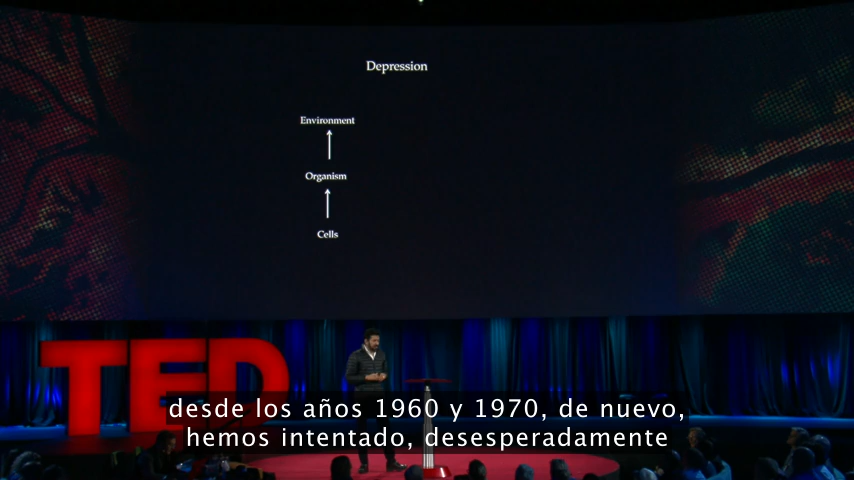 Depression
Environment
Organism
Cells
TED
desde los años 1960 y 1970, de nuevo,
hemos intentado, desesperadamente